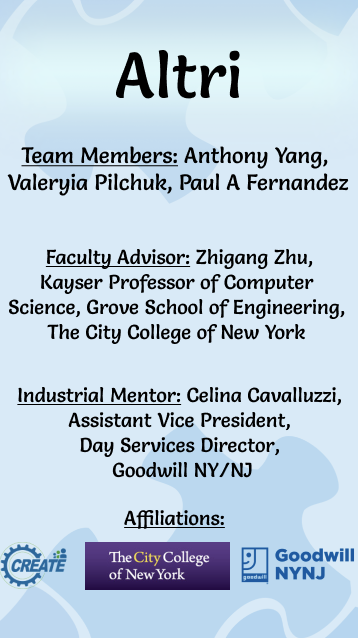 Altri
Team Members: Anthony Yang,
Valeryia Pilchuk, Paul A Fernandez
Faculty Advisor: Zhigang Zhu,
Kayser Professor of Computer
Science, Grove School of Engineering,
The City College of New York
Industrial Mentor: Celina Cavalluzzi,
Assistant Vice President,
Day Services Director,
Goodwill NY/NJ
Affiliations:
CREATE
The City College
of New York
goodwill
Goodwill
NYNJ